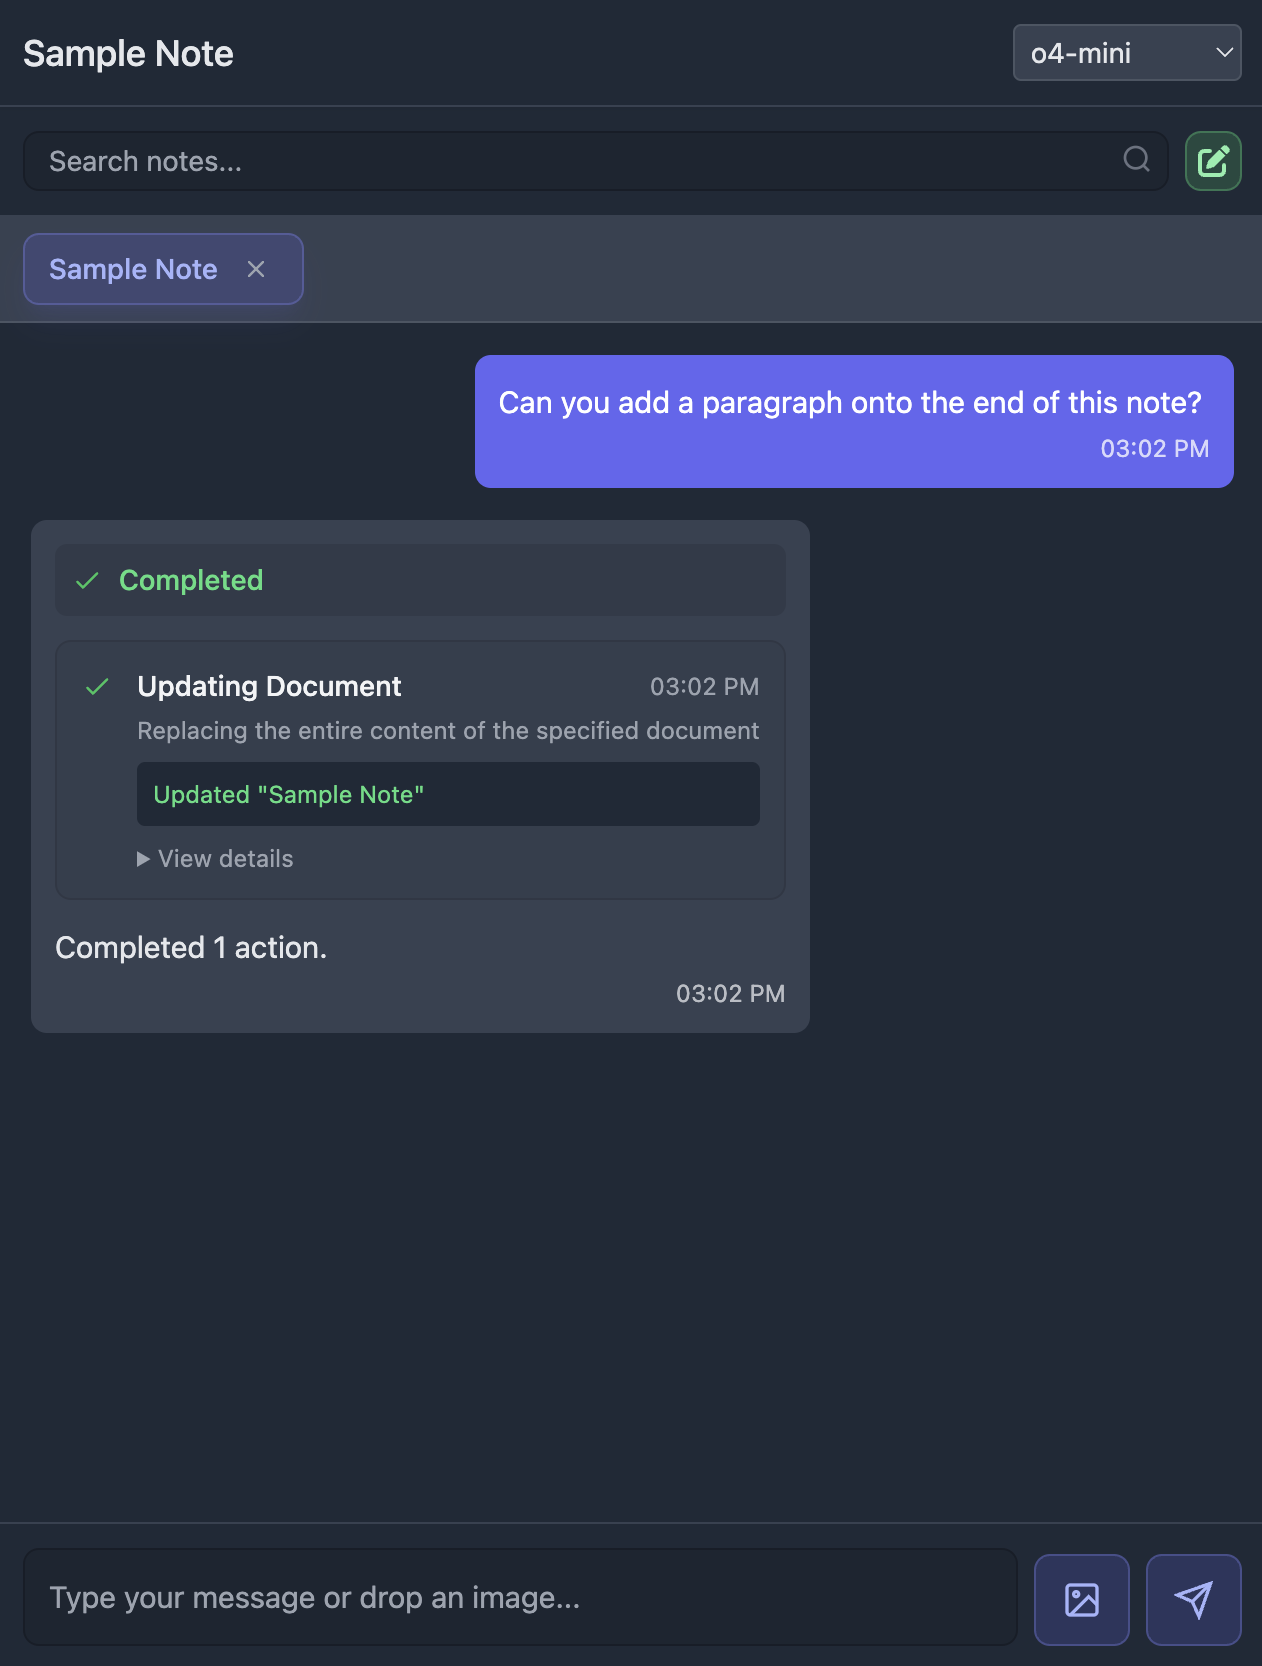 Sample Note
o4-mini
Search notes...
Sample Note
Can you add a paragraph onto the end of this note?
03:02 PM
Completed
Updating Document
03:02 PM
Replacing the entire content of the specified document
Updated "Sample Note"
View details
Completed 1 action.
03:02 PM
Type your message or drop an image...